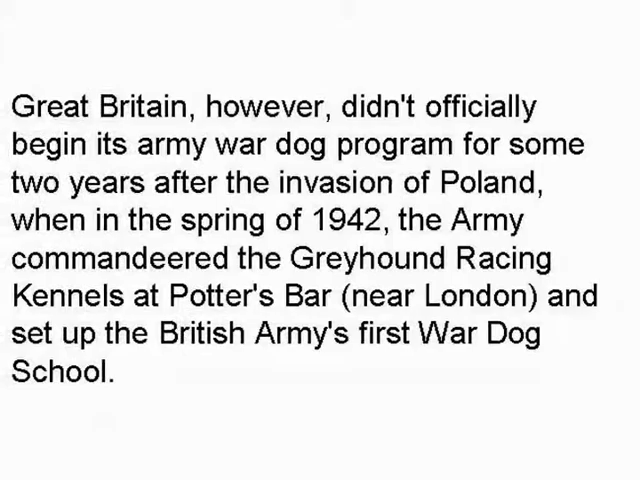 Great Britain, however, didn't officially
begin its army war dog program for some
two years after the invasion of Poland,
when in the spring of 1942, the Army
commandeered the Greyhound Racing
Kennels at Potter's Bar (near London) and
set up the British Army's first War Dog
School.